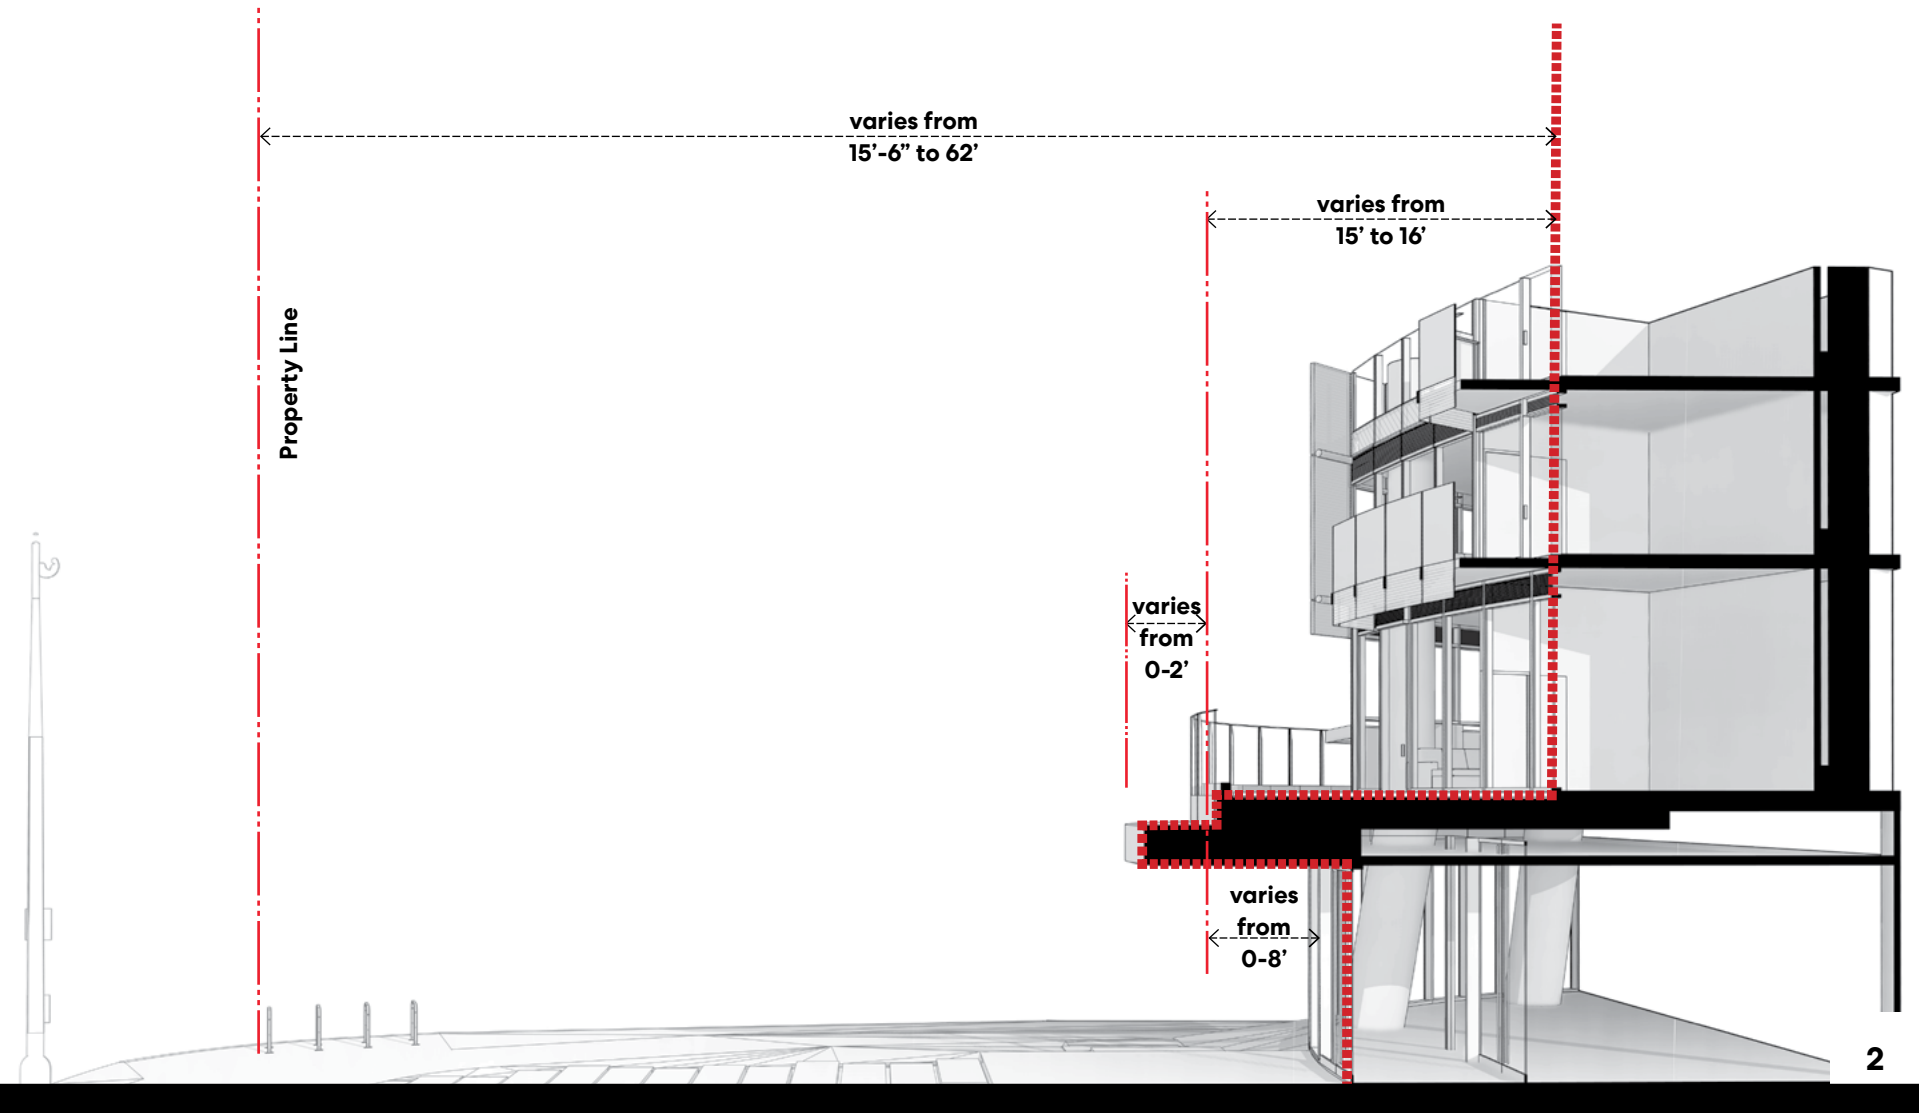 varies from
15’-6” to 62’
varies from
15’ to 16’
Property Line
varies
from
0-2’
varies
from
0-8’
2